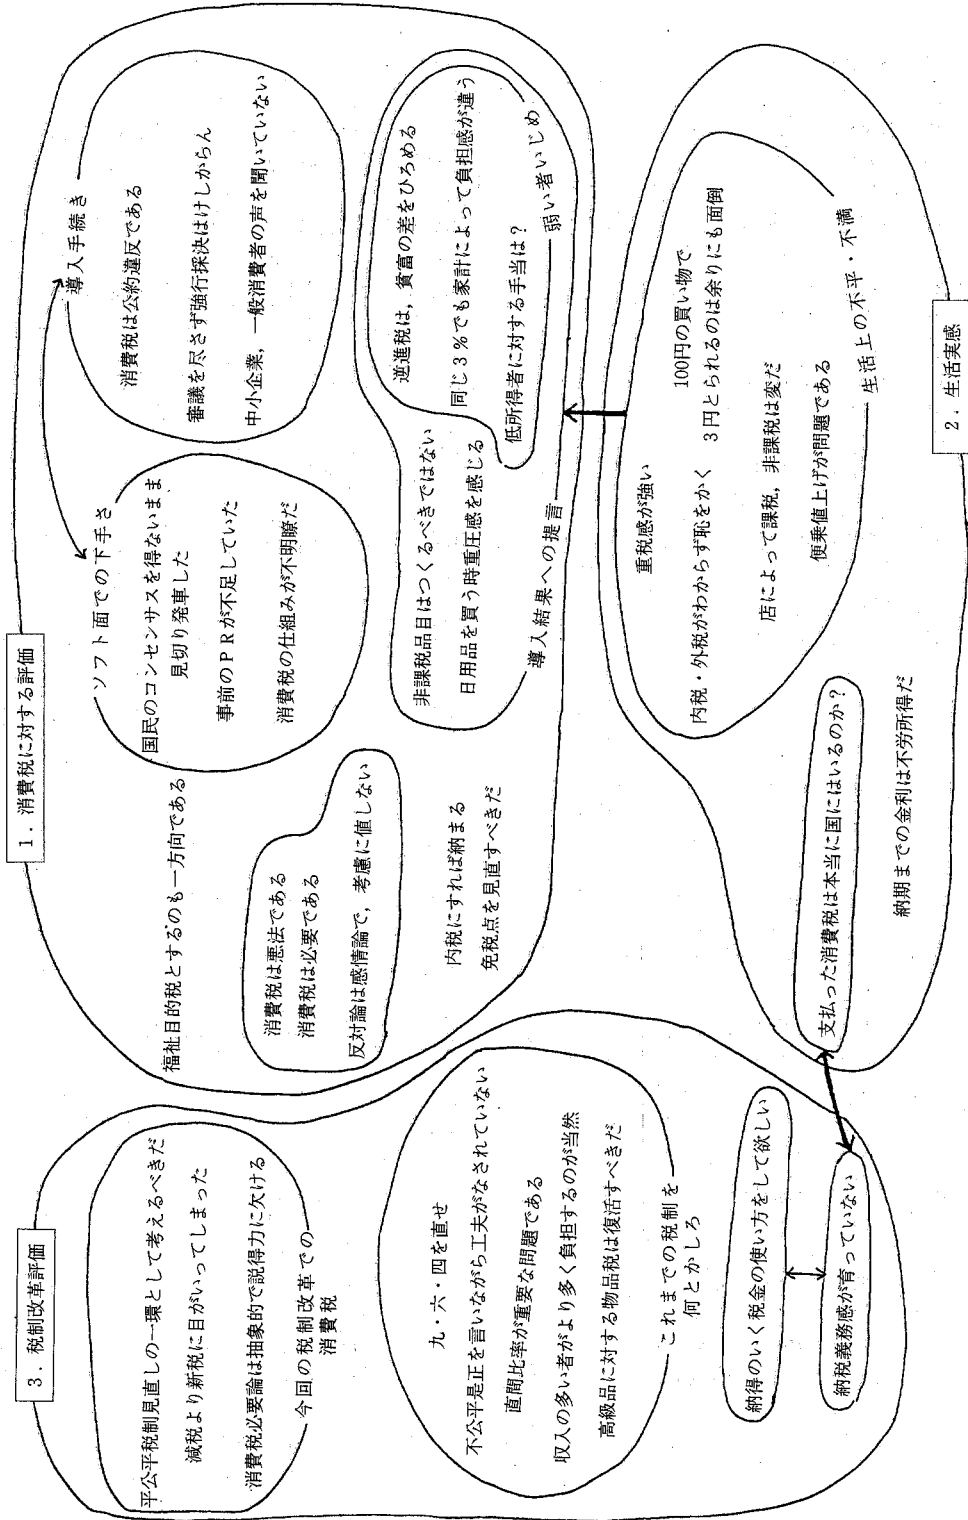 1．消費税に対する評価
ソフト面での下手さ
国民のコンセンサスを得ないまま
見切り発車した
事前のＰＲが不足していた
消費税の仕組みが不明瞭だ
導入手続き
消費税は公約違反である
審議を尽さず強行採決はけしからん
中小企業，一般消費者の声を聞いていない
福祉目的税とするのも一方向である
消費税は悪法である
消費税は必要である
反対論は感情論で，考慮に値しない
内税にすれば納まる
免税点を見直すべきだ
非課税品目はつくるべきではない
日用品を買う時重圧感を感じる
導入結果への提言
逆進税は，貧富の差をひろめる
同じ３％でも家計によって負担感が違う
低所得者に対する手当は？
弱い者いじめ
2．生活実感
重税感が強い
内税・外税がわからず恥をかく
100円の買い物で
３円とられるのは余りにも面倒
店によって課税，非課税は変だ
便乗値上げが問題である
生活上の不平・不満
支払った消費税は本当に国にはいるのか？
納期までの金利は不労所得だ
3．税制改革評価
平公平税制見直しの一環として考えるべきだ
減税より新税に目がいってしまった
消費税必要論は抽象的で説得力に欠ける
今回の税制改革での
消費税
九・六・四を直せ
不公平是正を言いながら工夫がなされていない
直間比率が重要な問題である
収入の多い者がより多く負担するのが当然
高級品に対する物品税は復活すべきだ
これまでの税制を
何とかしろ
納得のいく税金の使い方をして欲しい
納税義務感が育っていない